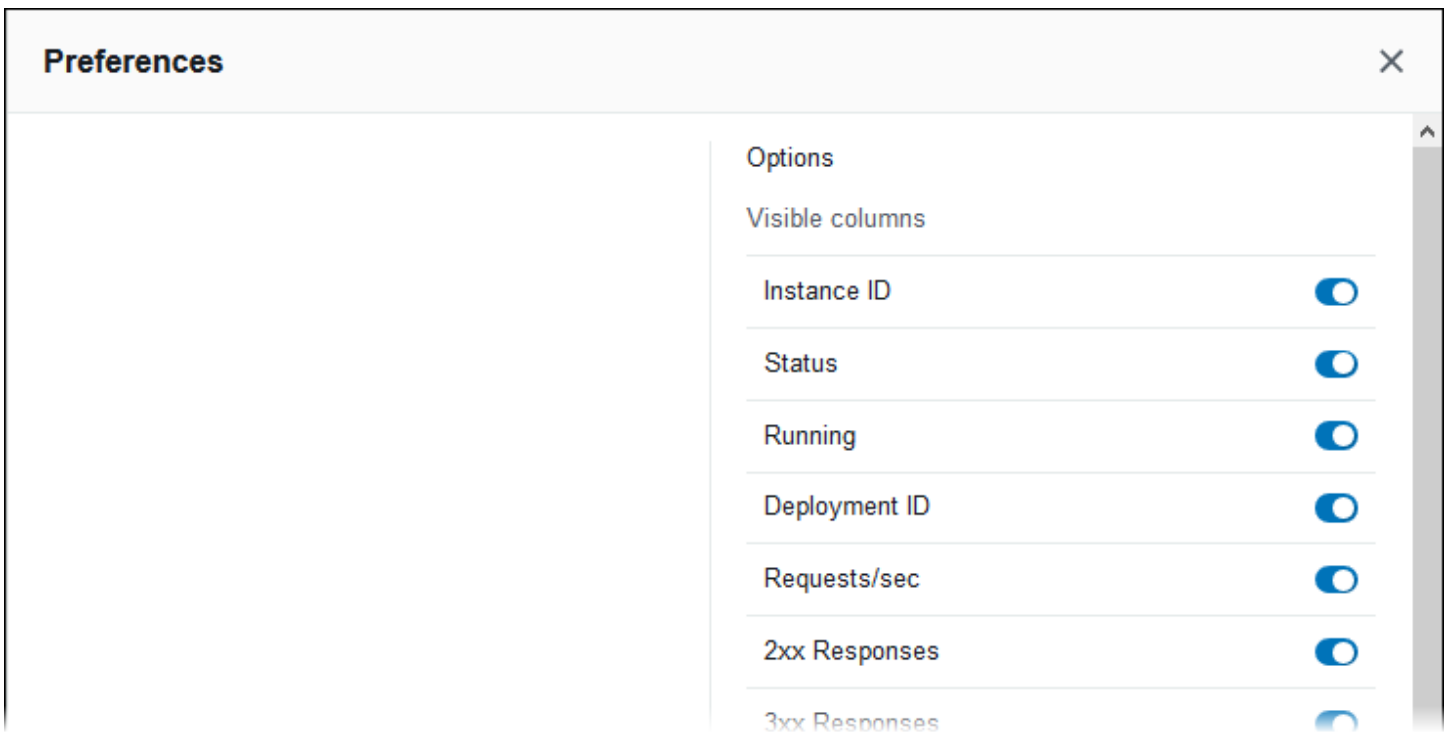 Preferences
Options
Visible columns
Instance ID
Status
Running
Deployment ID
Requests/sec
2xx Responses
3xx Responses